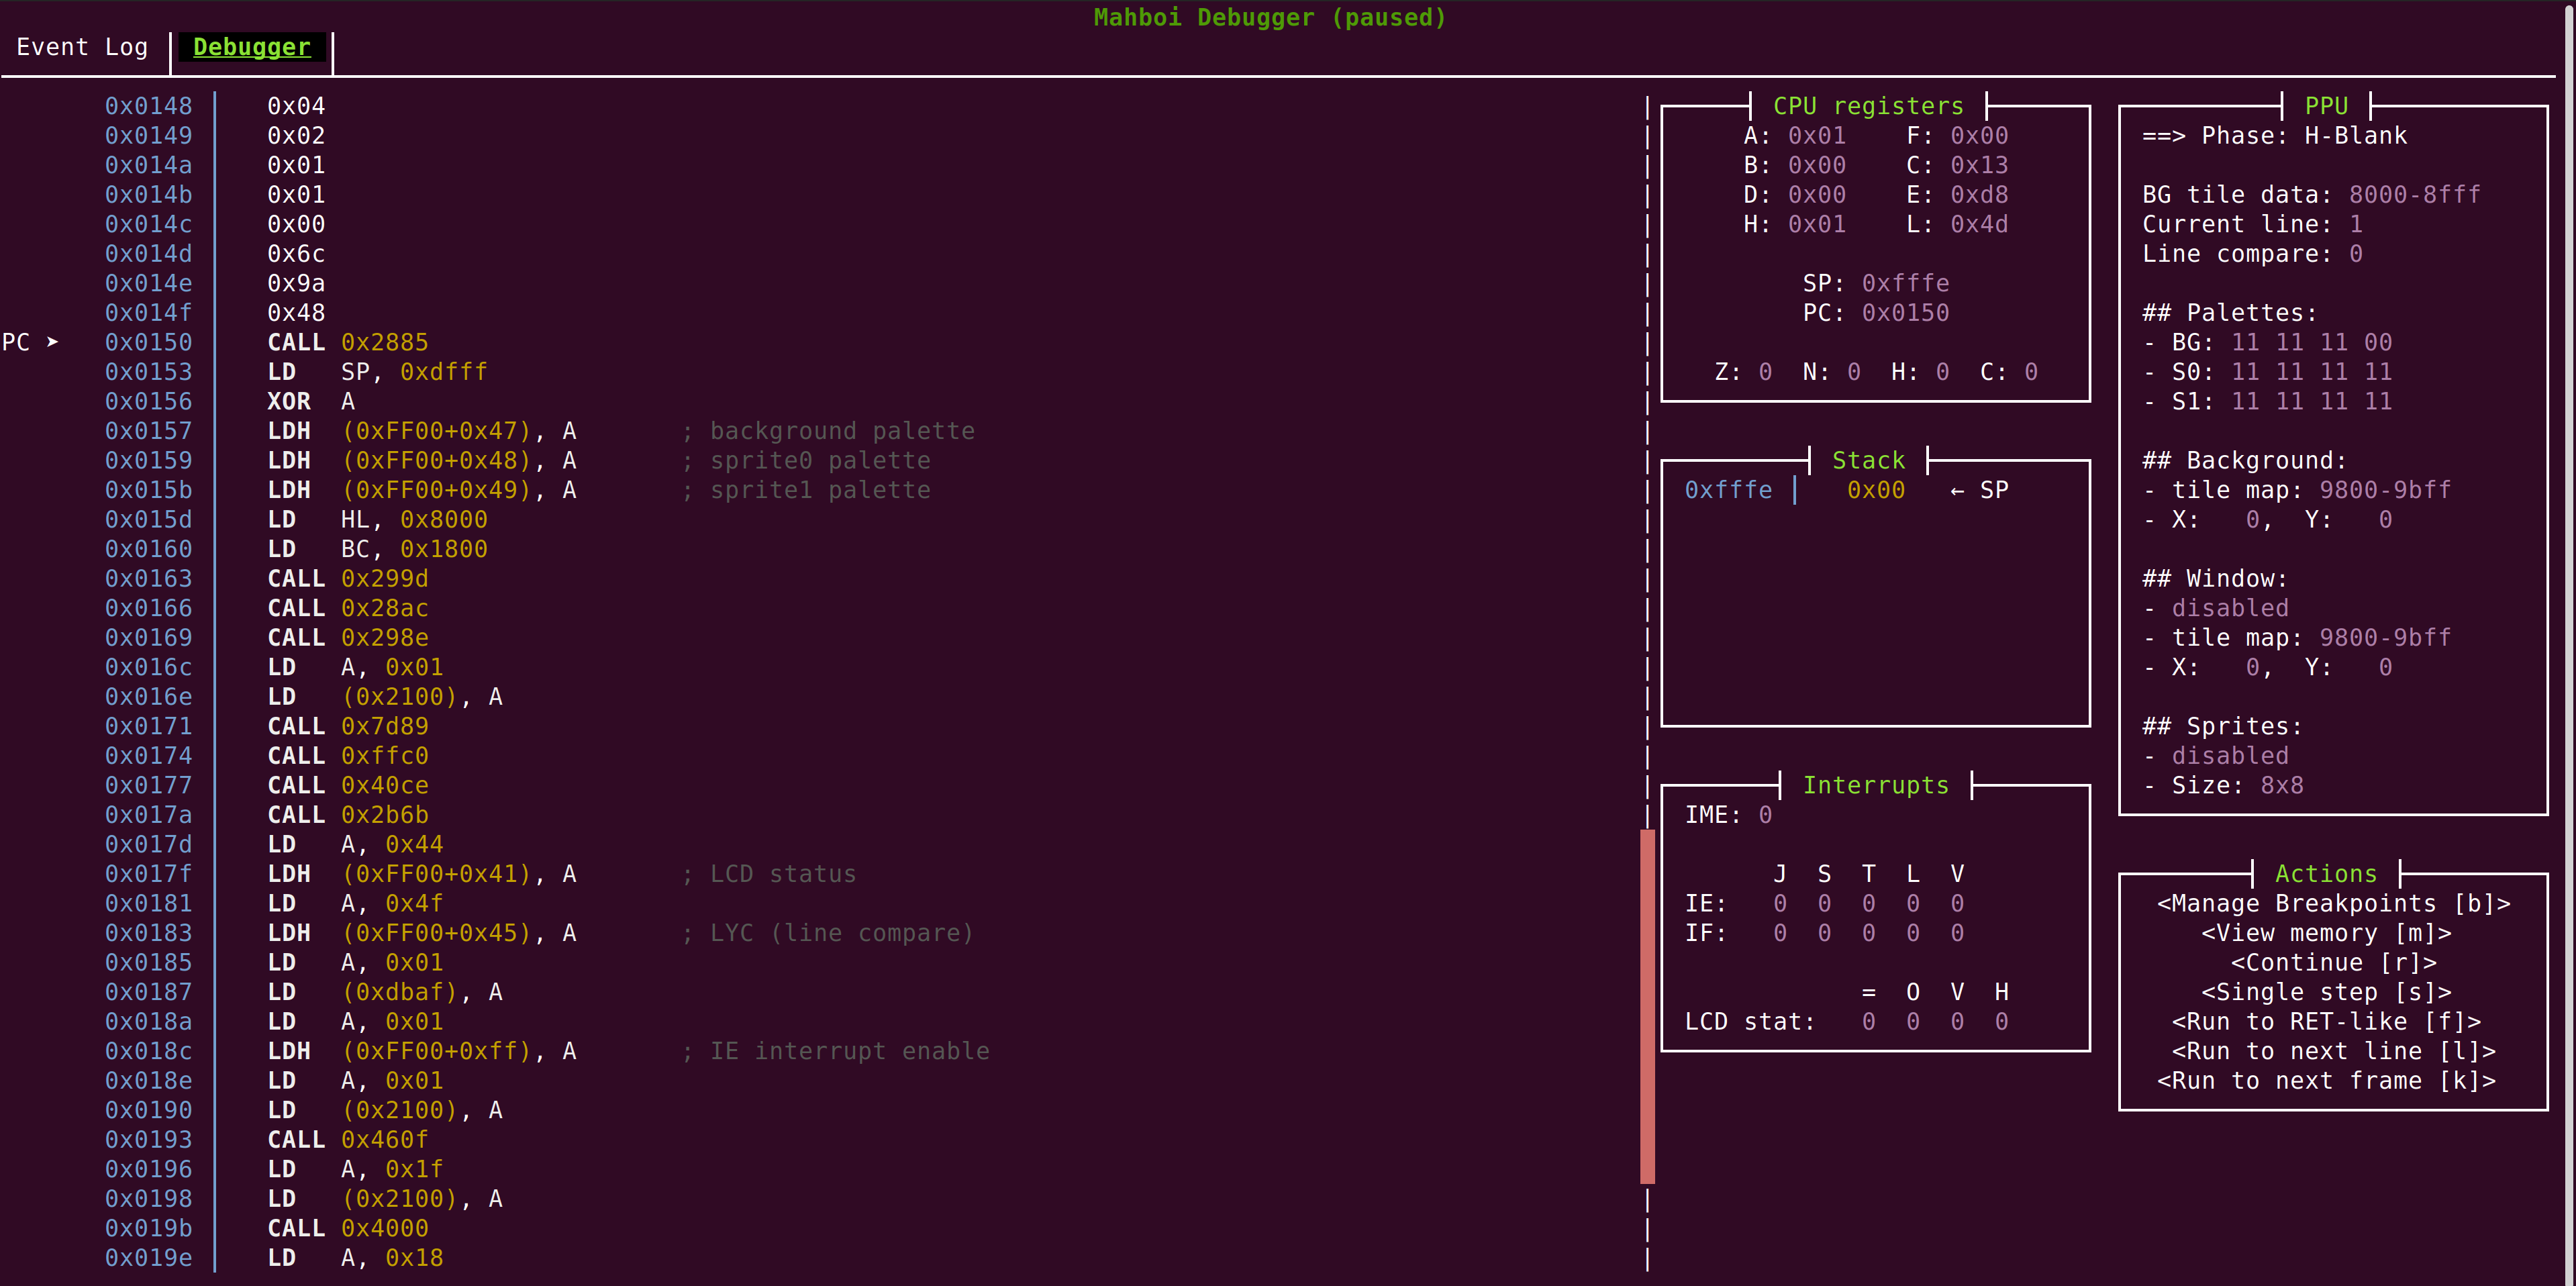 Mahboi Debugger (paused)
Event Log | Debugger
0x0148 0x04
0x0149 0x02
0x014a 0x01
0x014b 0x01
0x014c 0x00
0x014d 0x6c
0x014e 0x9a
0x014f 0x48
PC ➤ 0x0150 CALL 0x2885
0x0153 LD SP, 0xdfff
0x0156 XOR A
0x0157 LDH (0xFF00+0x47), A ; background palette
0x0159 LDH (0xFF00+0x48), A ; sprite0 palette
0x015b LDH (0xFF00+0x49), A ; sprite1 palette
0x015d LD HL, 0x8000
0x0160 LD BC, 0x1800
0x0163 CALL 0x299d
0x0166 CALL 0x28ac
0x0169 CALL 0x298e
0x016c LD A, 0x01
0x016e LD (0x2100), A
0x0171 CALL 0x7d89
0x0174 CALL 0xffc0
0x0177 CALL 0x40ce
0x017a CALL 0x2b6b
0x017d LD A, 0x44
0x017f LDH (0xFF00+0x41), A ; LCD status
0x0181 LD A, 0x4f
0x0183 LDH (0xFF00+0x45), A ; LYC (line compare)
0x0185 LD A, 0x01
0x0187 LD (0xdbaf), A
0x018a LD A, 0x01
0x018c LDH (0xFF00+0xff), A ; IE interrupt enable
0x018e LD A, 0x01
0x0190 LD (0x2100), A
0x0193 CALL 0x460f
0x0196 LD A, 0x1f
0x0198 LD (0x2100), A
0x019b CALL 0x4000
0x019e LD A, 0x18
CPU registers
A: 0x01 F: 0x00
B: 0x00 C: 0x13
D: 0x00 E: 0xd8
H: 0x01 L: 0x4d
SP: 0xfffe
PC: 0x0150
Z: 0 N: 0 H: 0 C: 0
Stack
0xfffe 0x00 ← SP
Interrupts
IME: 0
J S T L V
IE: 0 0 0 0 0
IF: 0 0 0 0 0
= O V H
LCD stat: 0 0 0 0
PPU
==> Phase: H-Blank
BG tile data: 8000-8fff
Current line: 1
Line compare: 0
## Palettes:
- BG: 11 11 11 00
- S0: 11 11 11 11
- S1: 11 11 11 11
## Background:
- tile map: 9800-9bff
- X: 0, Y: 0
## Window:
- disabled
- tile map: 9800-9bff
- X: 0, Y: 0
## Sprites:
- disabled
- Size: 8x8
Actions
<Manage Breakpoints [b]>
<View memory [m]>
<Continue [r]>
<Single step [s]>
<Run to RET-like [f]>
<Run to next line [l]>
<Run to next frame [k]>